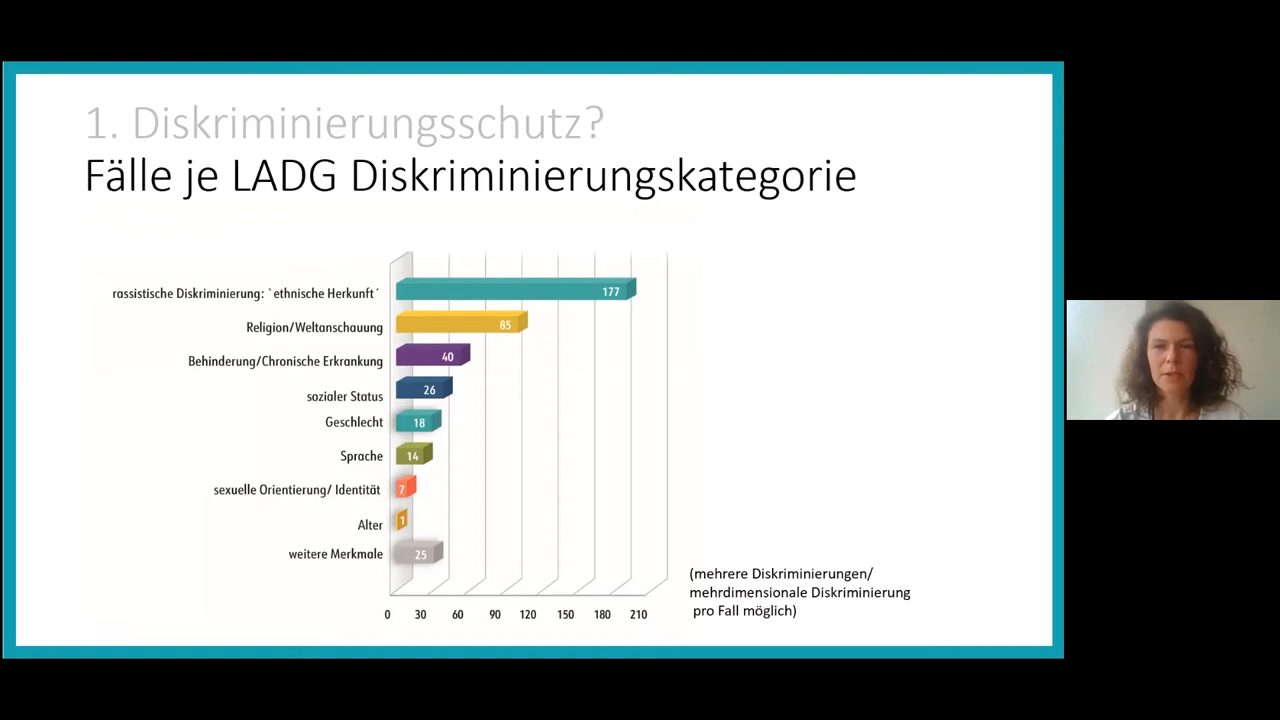 1. Diskriminierungsschutz?
Fälle je LADG Diskriminierungskategorie
rassistische Diskriminierung: `ethnische Herkunft´
177
Religion/Weltanschauung
85
Behinderung/Chronische Erkrankung
40
sozialer Status
26
Geschlecht
18
Sprache
14
sexuelle Orientierung/ Identität
7
Alter
1
weitere Merkmale
25
0 30 60 90 120 150 180 210
(mehrere Diskriminierungen/
mehrdimensionale Diskriminierung
pro Fall möglich)